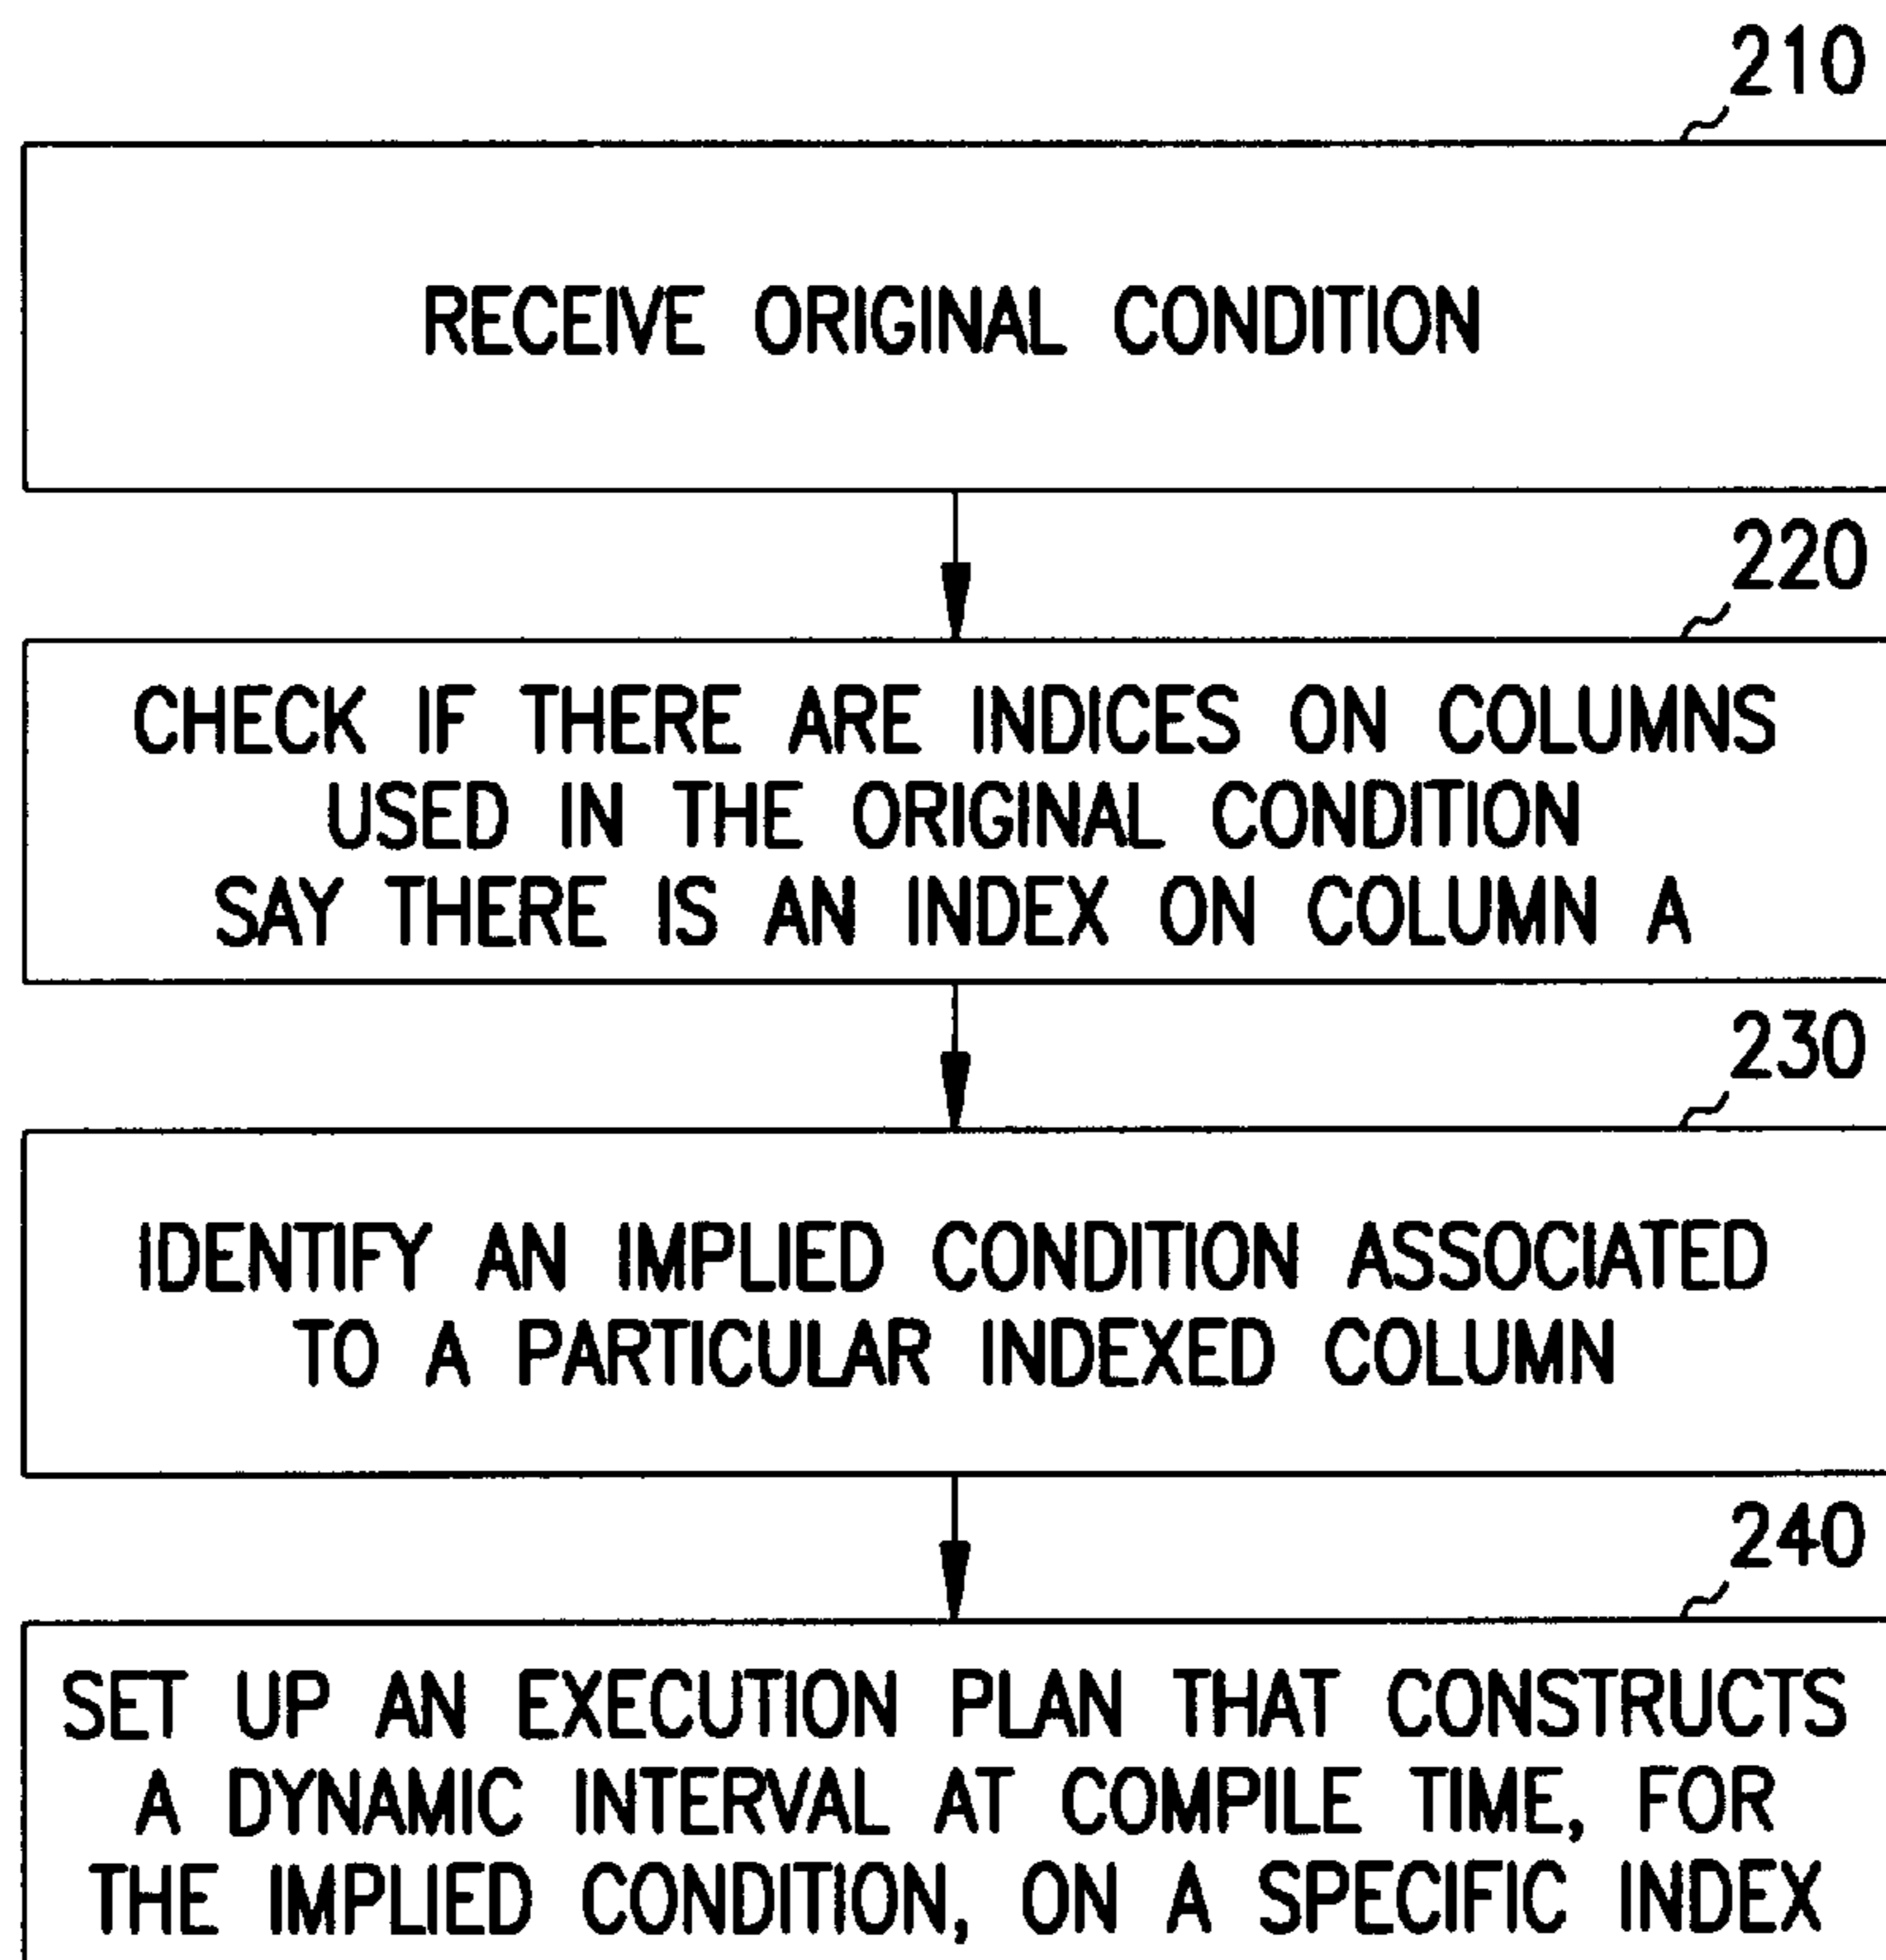 210
RECEIVE ORIGINAL CONDITION
220
CHECK IF THERE ARE INDICES ON COLUMNS
USED IN THE ORIGINAL CONDITION
SAY THERE IS AN INDEX ON COLUMN A
230
IDENTIFY AN IMPLIED CONDITION ASSOCIATED
TO A PARTICULAR INDEXED COLUMN
240
SET UP AN EXECUTION PLAN THAT CONSTRUCTS
A DYNAMIC INTERVAL AT COMPILE TIME, FOR
THE IMPLIED CONDITION, ON A SPECIFIC INDEX